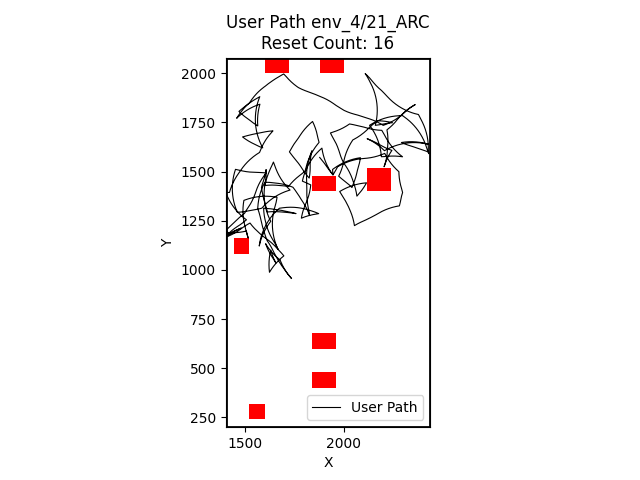 User Path env_4/21_ARC
Reset Count: 16
2000
1750
1500
1250
1000
750
500
250
Y
1500 2000
X
User Path